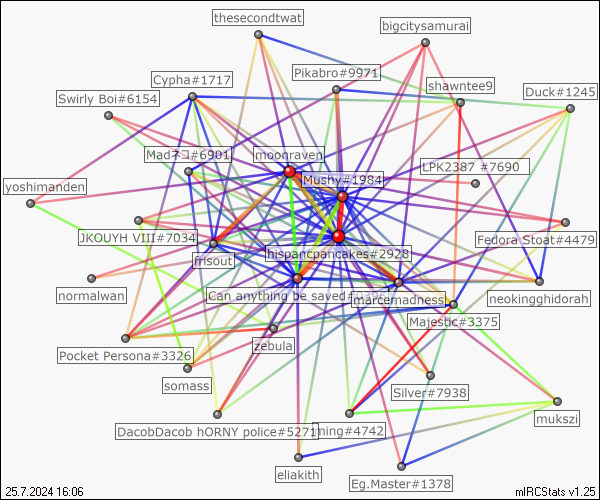 thesecondtwat
bigcitysamurai
Cypha#1717
Pikabro#9971
shawntee9
Duck#1245
Swirly Boi#6154
Madネコ#6901
moonraven
LPK2387 #7690
yoshimanden
Mushy#1984
JKOUYH VIII#7034
Fedora Stoat#4479
frisout
hispancpancakes#2928
normalwan
Can anything be saved#
marcemadness
neokingghidorah
Majestic#3375
Pocket Persona#3326
zebula
somass
Silver#7938
DacobDacob hORNY police#5271
ning#4742
mukszi
eliakith
Eg.Master#1378
25.7.2024 16:06
mIRCStats v1.25